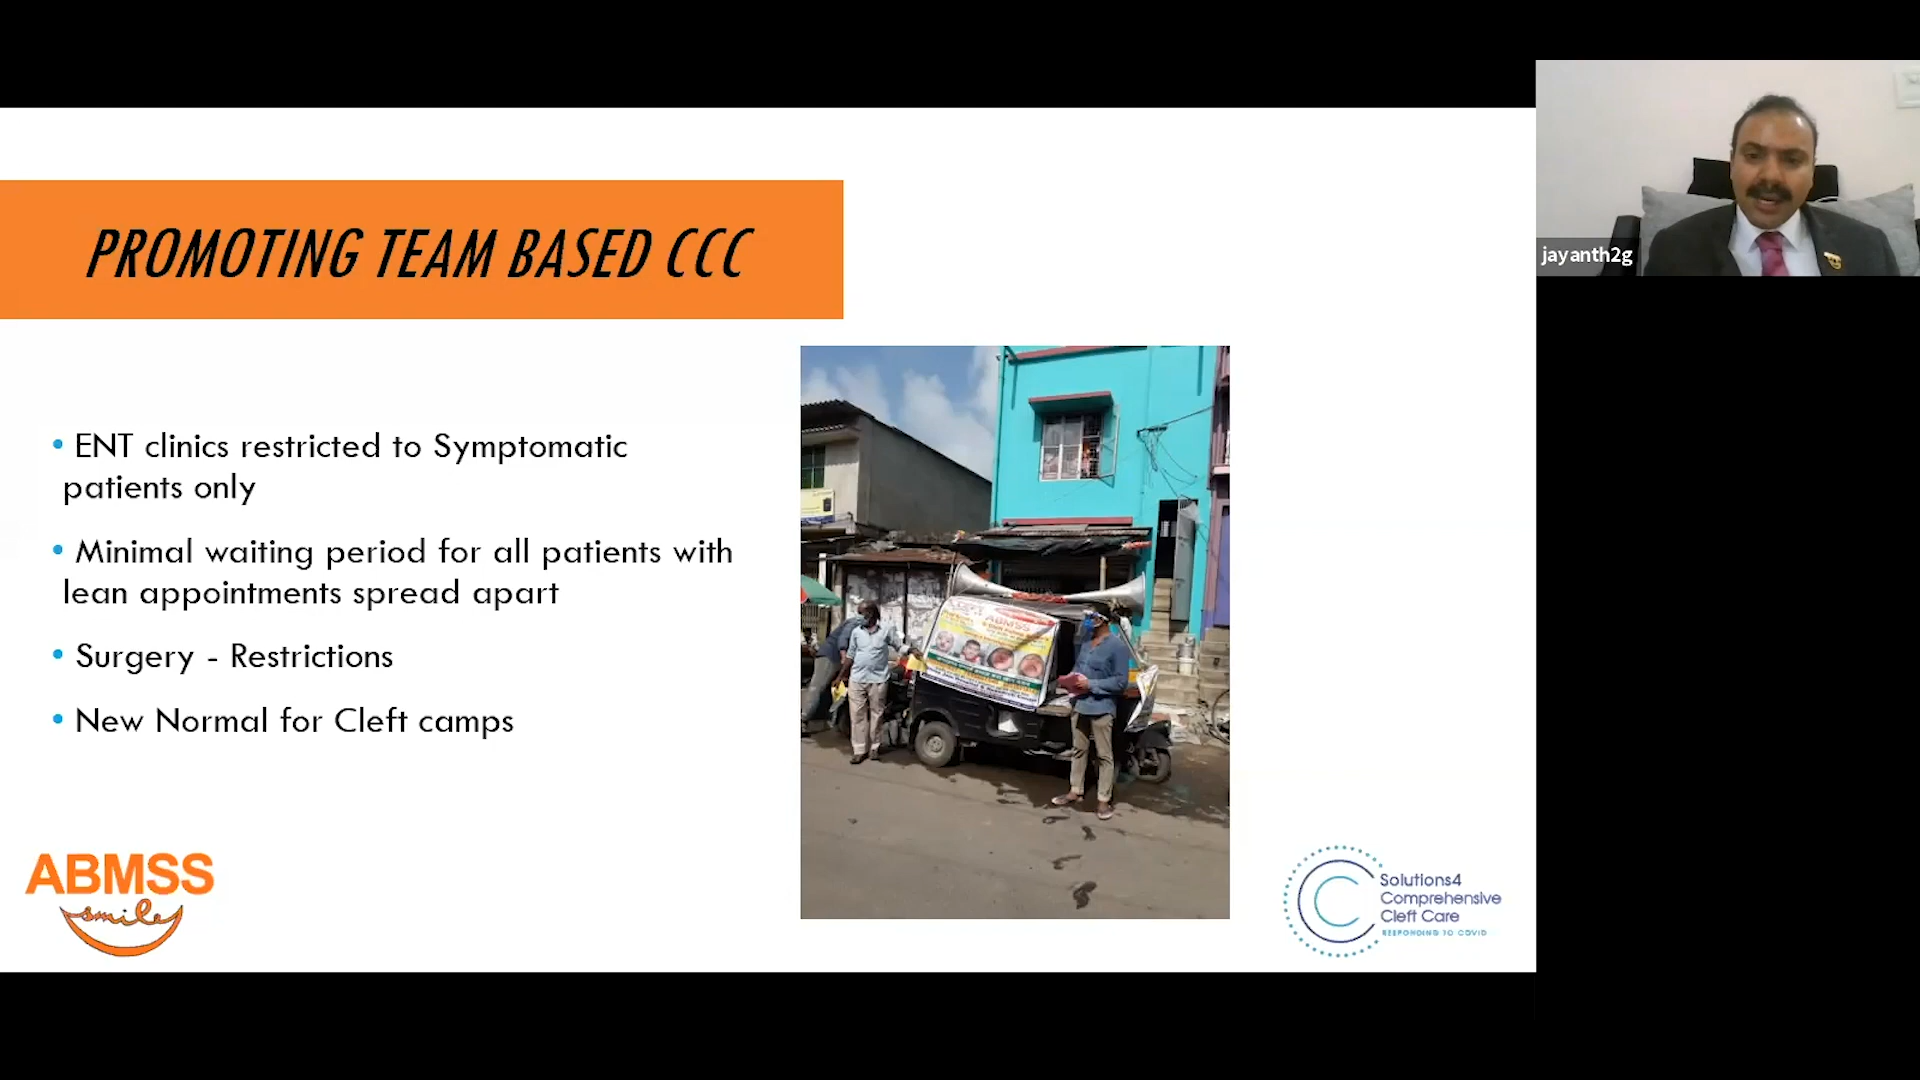 PROMOTING TEAM BASED CCC
jayanth2g
• ENT clinics restricted to Symptomatic
patients only
• Minimal waiting period for all patients with
lean appointments spread apart
• Surgery - Restrictions
• New Normal for Cleft camps
ABMSS
ABMSS
smile
Solutions4
Comprehensive
Cleft Care
RESPONDING TO COVID